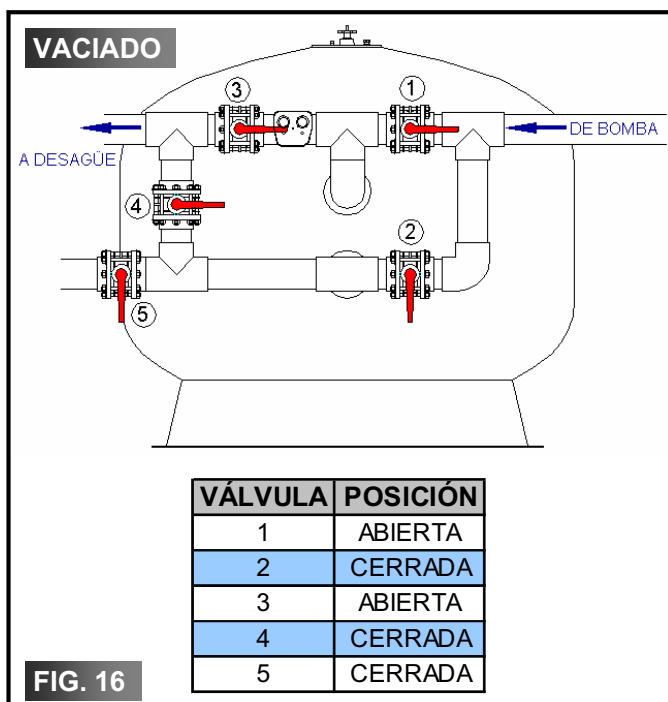 VACIADO
3
1
A DESAGÜE
DE BOMBA
4
2
5
VÁLVULA POSICIÓN
1 ABIERTA
2 CERRADA
3 ABIERTA
4 CERRADA
5 CERRADA
FIG. 16